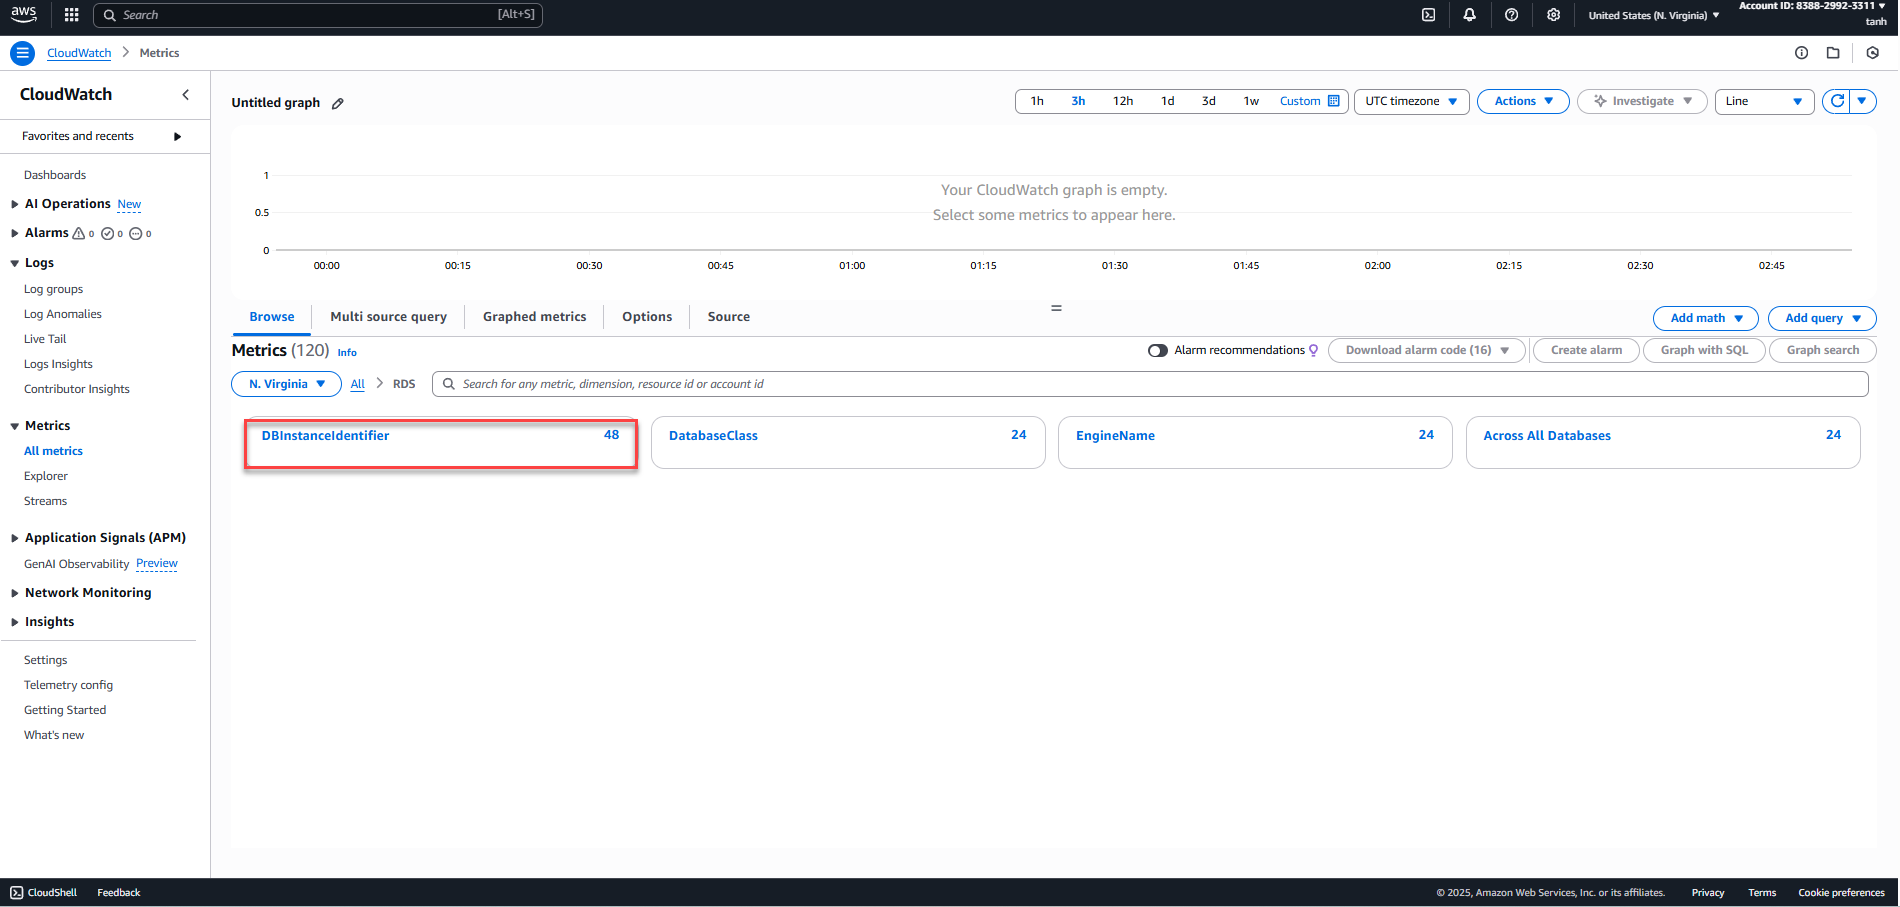 aws
Search
[Alt+S]
United States (N. Virginia)
Account ID: 8388-2992-3311
tanh
CloudWatch
Metrics
CloudWatch
Favorites and recents
Dashboards
AI Operations New
Alarms 0 0 0
Logs
Log groups
Log Anomalies
Live Tail
Logs Insights
Contributor Insights
Metrics
All metrics
Explorer
Streams
Application Signals (APM)
GenAI Observability Preview
Network Monitoring
Insights
Settings
Telemetry config
Getting Started
What's new
Untitled graph
1h 3h 12h 1d 3d 1w Custom
UTC timezone
Actions
Investigate
Line
1
Your CloudWatch graph is empty.
0.5
Select some metrics to appear here.
0
00:00 00:15 00:30 00:45 01:00 01:15 01:30 01:45 02:00 02:15 02:30 02:45
Browse
Multi source query
Graphed metrics
Options
Source
Add math
Add query
Metrics (120) Info
Alarm recommendations
Download alarm code (16)
Create alarm
Graph with SQL
Graph search
N. Virginia
All
RDS
Search for any metric, dimension, resource id or account id
DBInstanceIdentifier 48
DatabaseClass 24
EngineName 24
Across All Databases 24
CloudShell
Feedback
© 2025, Amazon Web Services, Inc. or its affiliates.
Privacy
Terms
Cookie preferences